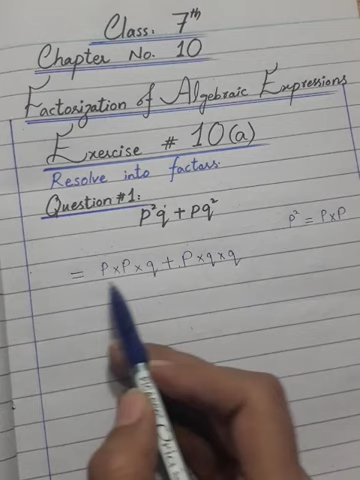 Class. 7th
Chapter No. 10
Factorization of Algebraic Expressions
Exercise # 10(a)
Resolve into factors.
Question #1:
p²q + pq²
p² = p×p
= p×p×q + p×q×q